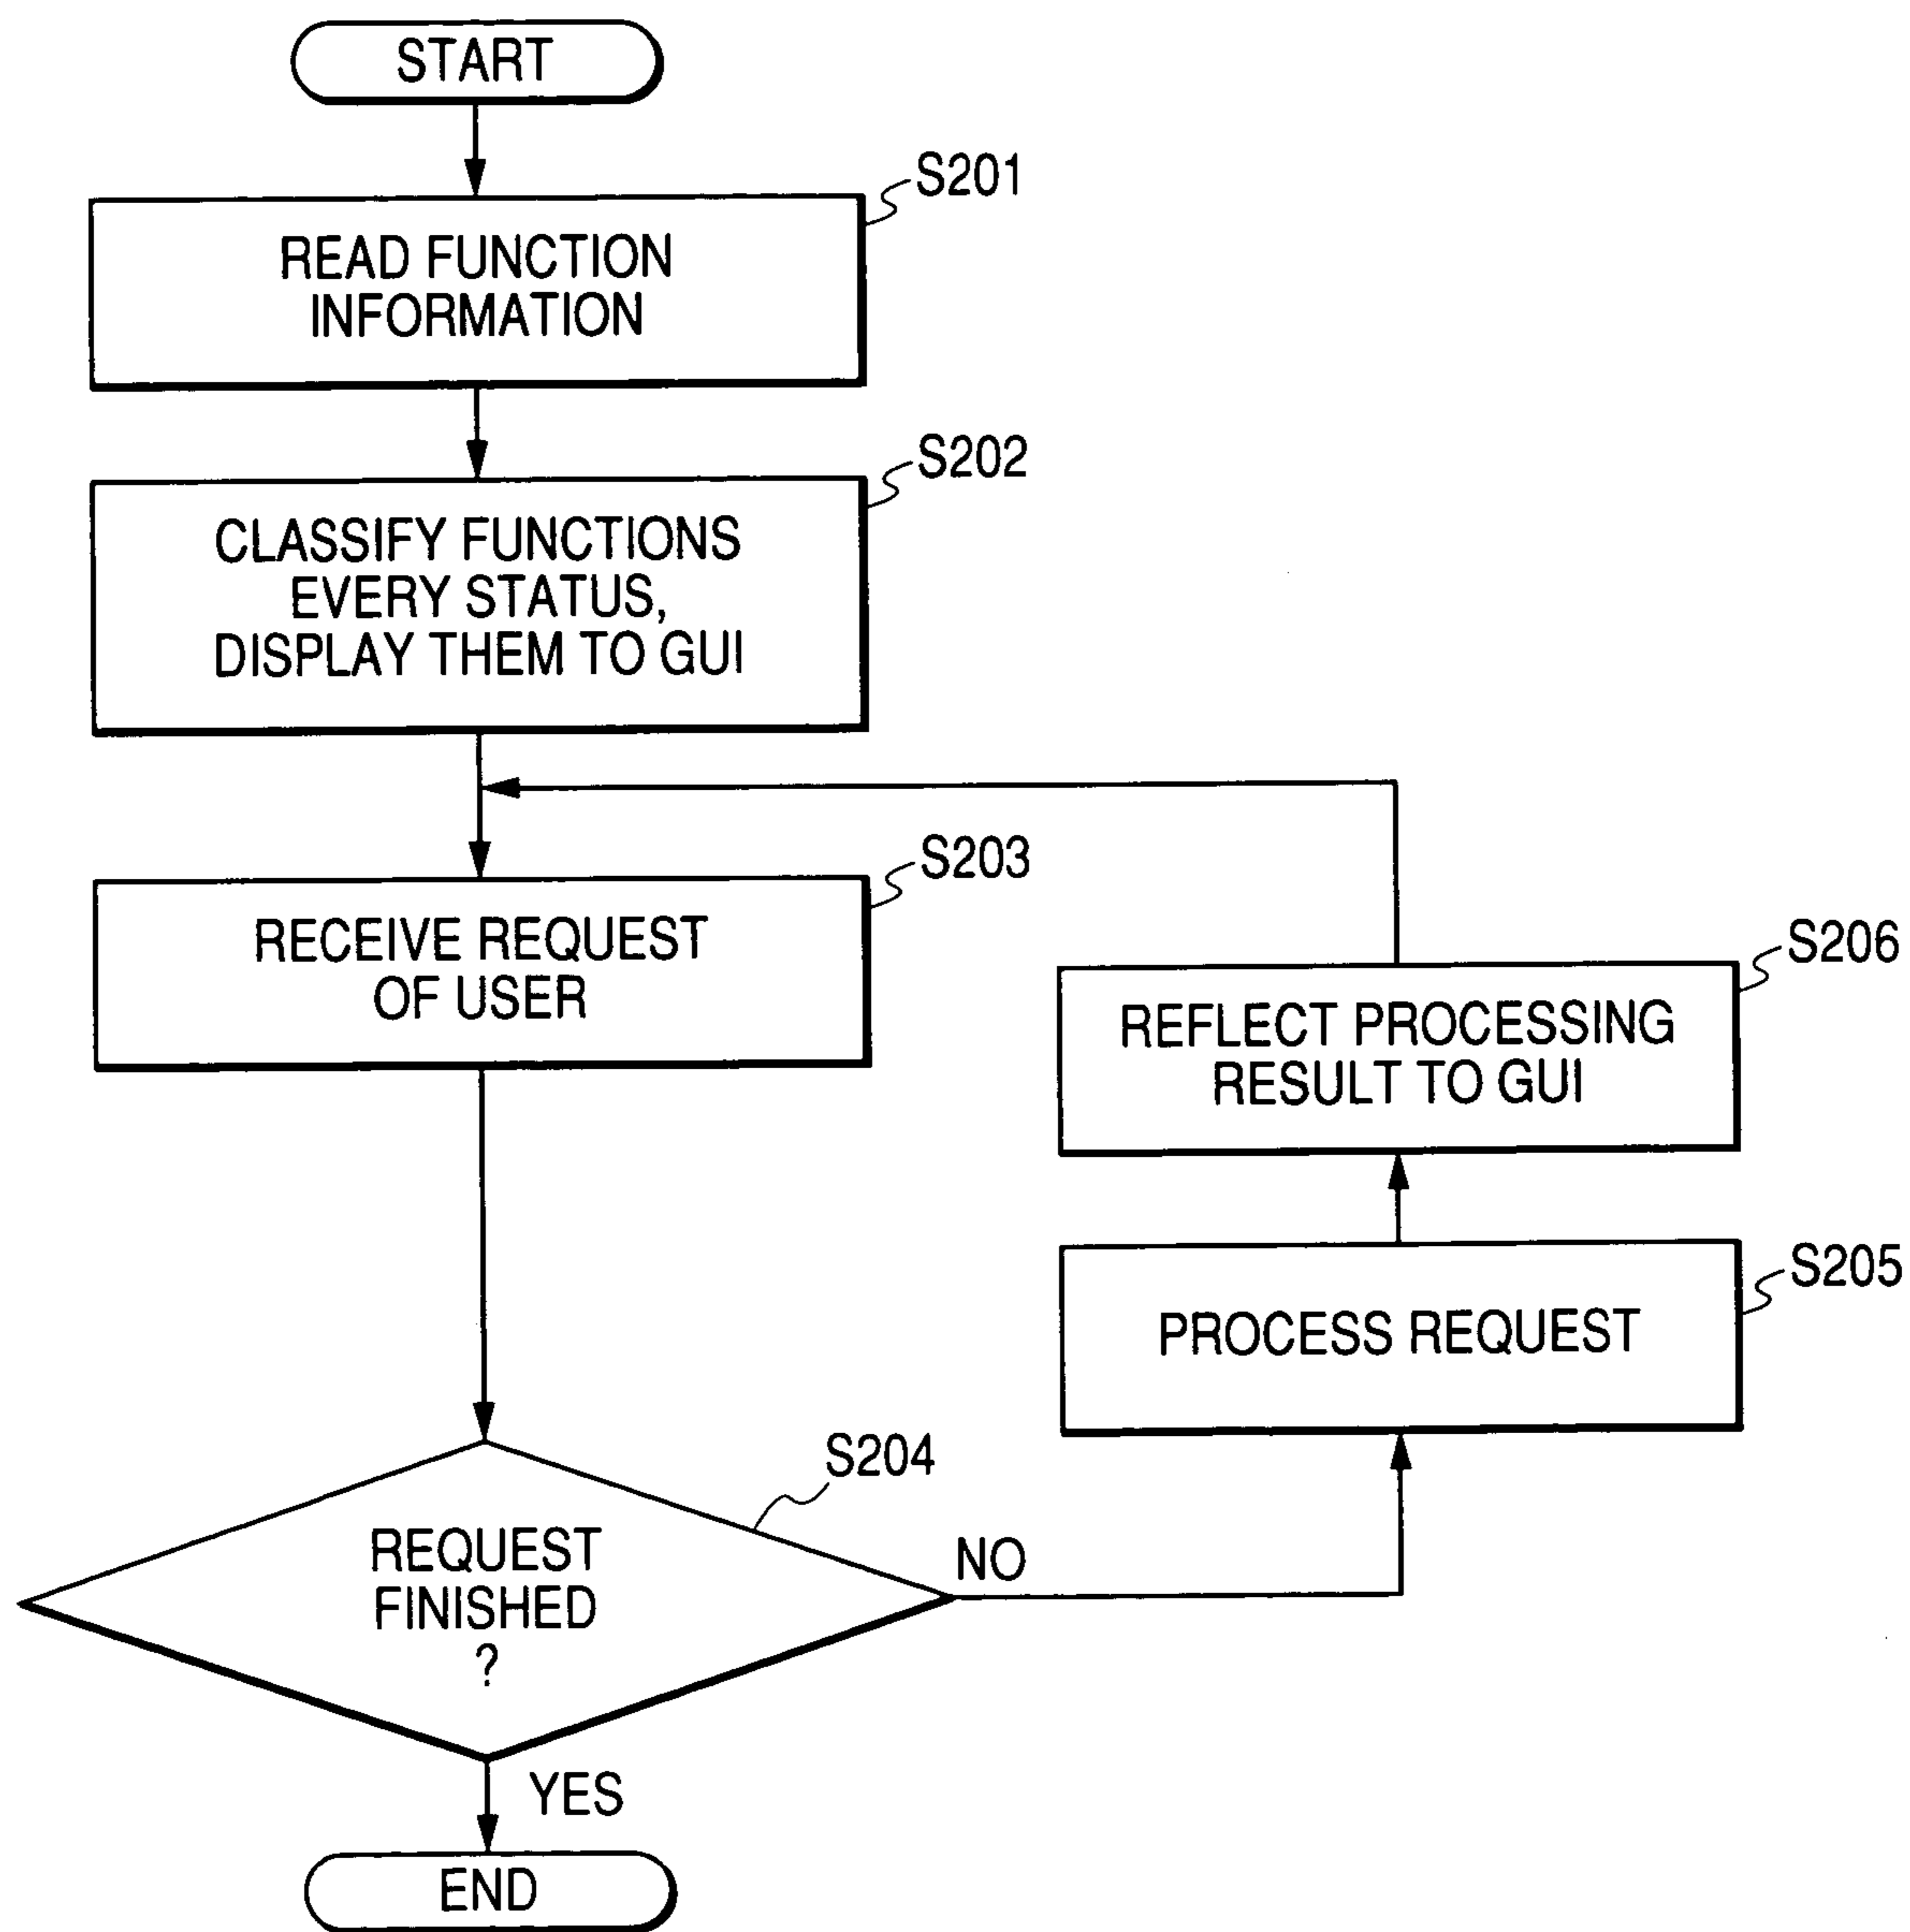 START
S201
READ FUNCTION
INFORMATION
S202
CLASSIFY FUNCTIONS
EVERY STATUS,
DISPLAY THEM TO GUI
S203
RECEIVE REQUEST
OF USER
S206
REFLECT PROCESSING
RESULT TO GUI
S205
PROCESS REQUEST
S204
REQUEST
FINISHED
?
NO
YES
END